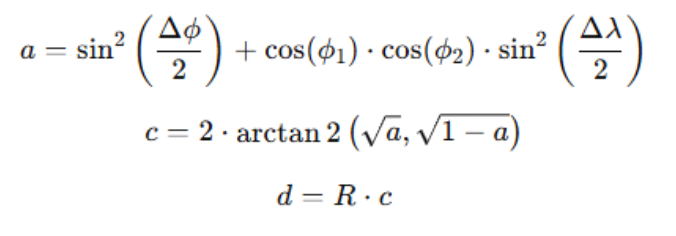 a = sin² (Δϕ/2) + cos(ϕ₁) · cos(ϕ₂) · sin² (Δλ/2)
c = 2 · arctan 2 (√a, √1 − a)
d = R · c